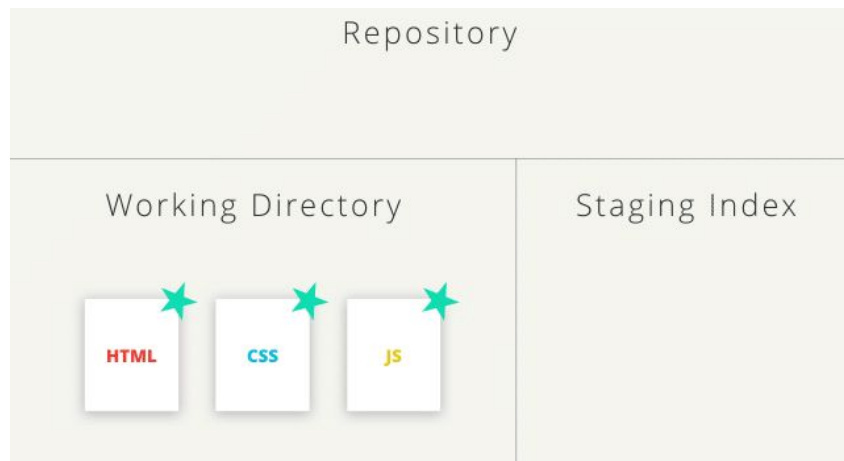 Repository
Working Directory
Staging Index
HTML
CSS
JS